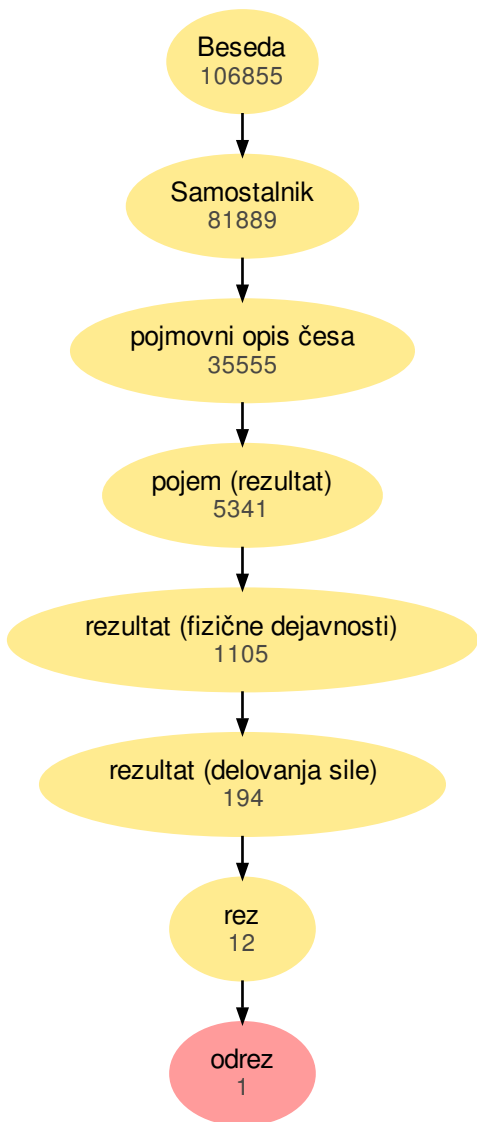 Beseda
106855
Samostalnik
81889
pojmovni opis česa
35555
pojem (rezultat)
5341
rezultat (fizične dejavnosti)
1105
rezultat (delovanja sile)
194
rez
12
odrez
1